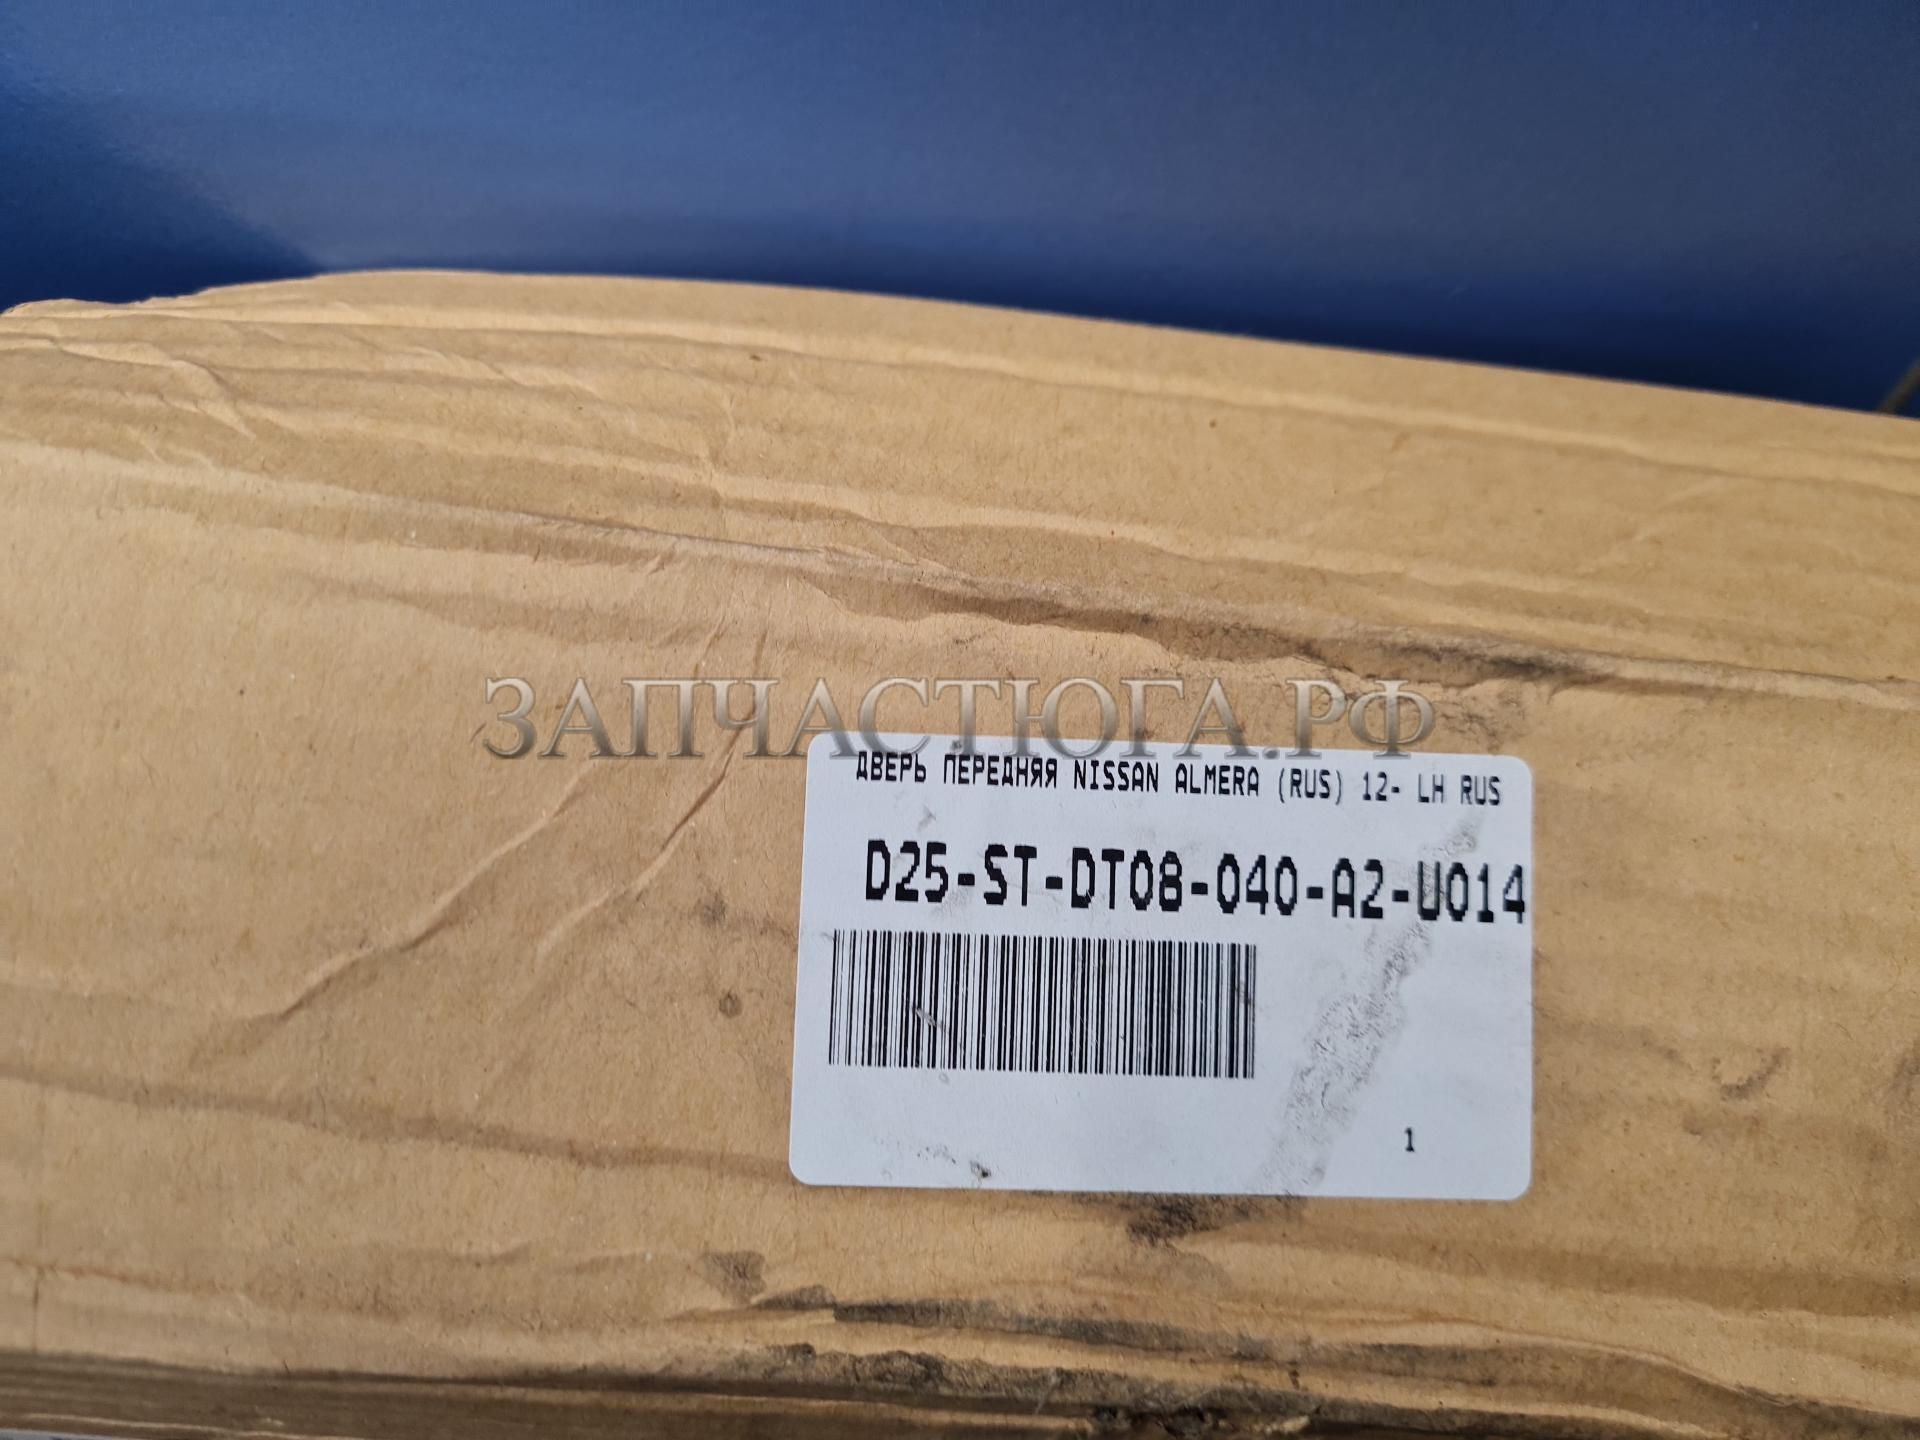 ЗАПЧАСТЮГА.РФ
ДВЕРЬ ПЕРЕДНЯЯ NISSAN ALMERA (RUS) 12- LH RUS
D25-ST-DT08-040-A2-U014
1